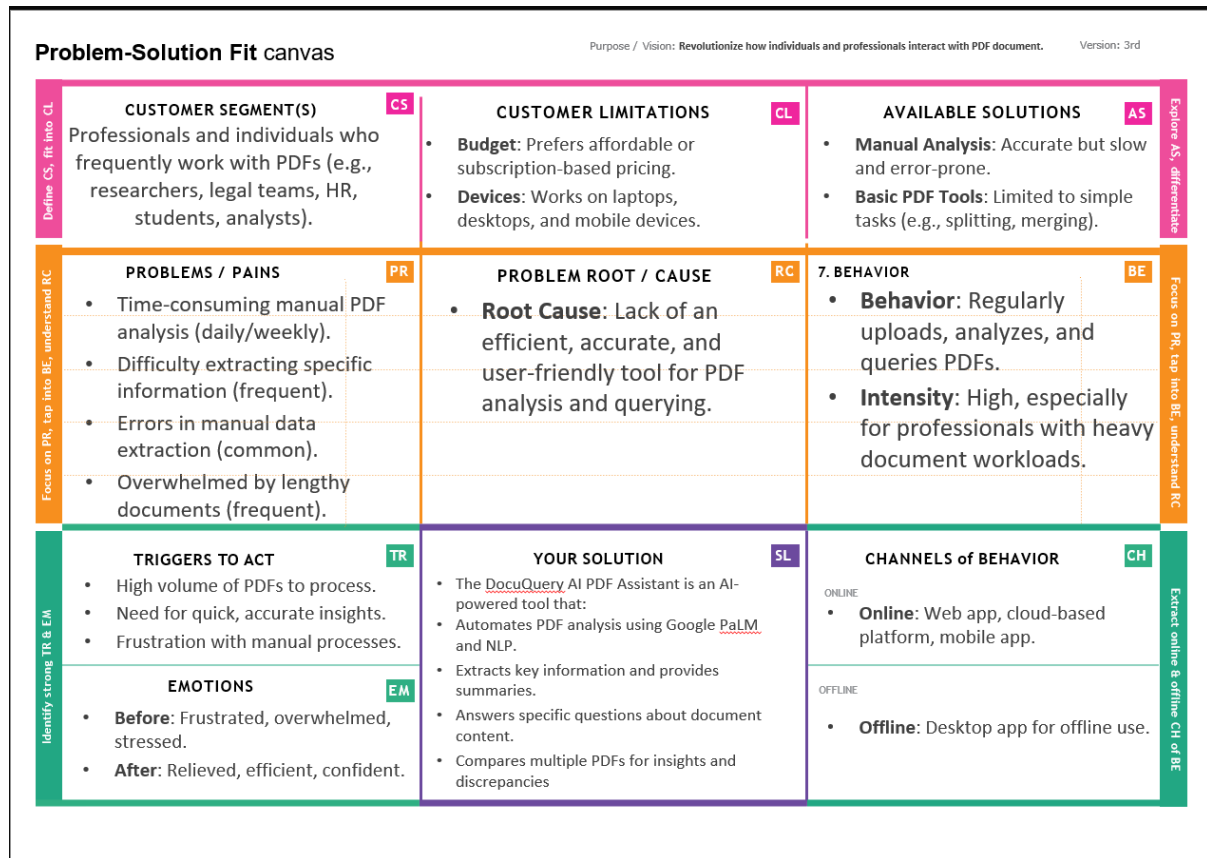 Problem-Solution Fit canvas
Purpose / Vision: Revolutionize how individuals and professionals interact with PDF document.
Version: 3rd
Define CS, fit into CL
CUSTOMER SEGMENT(S)
CS
Professionals and individuals who
frequently work with PDFs (e.g.,
researchers, legal teams, HR,
students, analysts).
CUSTOMER LIMITATIONS
CL
• Budget: Prefers affordable or
subscription-based pricing.
• Devices: Works on laptops,
desktops, and mobile devices.
AVAILABLE SOLUTIONS
AS
• Manual Analysis: Accurate but slow
and error-prone.
• Basic PDF Tools: Limited to simple
tasks (e.g., splitting, merging).
Explore AS, differentiate
Focus on PR, tap into BE, understand RC
PROBLEMS / PAINS
PR
• Time-consuming manual PDF
analysis (daily/weekly).
• Difficulty extracting specific
information (frequent).
• Errors in manual data
extraction (common).
• Overwhelmed by lengthy
documents (frequent).
PROBLEM ROOT / CAUSE
RC
• Root Cause: Lack of an
efficient, accurate, and
user-friendly tool for PDF
analysis and querying.
7. BEHAVIOR
BE
• Behavior: Regularly
uploads, analyzes, and
queries PDFs.
• Intensity: High, especially
for professionals with heavy
document workloads.
Focus on PR, tap into BE, understand RC
Identify strong TR & EM
TRIGGERS TO ACT
TR
• High volume of PDFs to process.
• Need for quick, accurate insights.
• Frustration with manual processes.
EMOTIONS
EM
• Before: Frustrated, overwhelmed,
stressed.
• After: Relieved, efficient, confident.
YOUR SOLUTION
SL
• The DocuQuery AI PDF Assistant is an AI-
powered tool that:
• Automates PDF analysis using Google PaLM
and NLP.
• Extracts key information and provides
summaries.
• Answers specific questions about document
content.
• Compares multiple PDFs for insights and
discrepancies
CHANNELS of BEHAVIOR
CH
ONLINE
• Online: Web app, cloud-based
platform, mobile app.
OFFLINE
• Offline: Desktop app for offline use.
Extract online & offline CH of BE